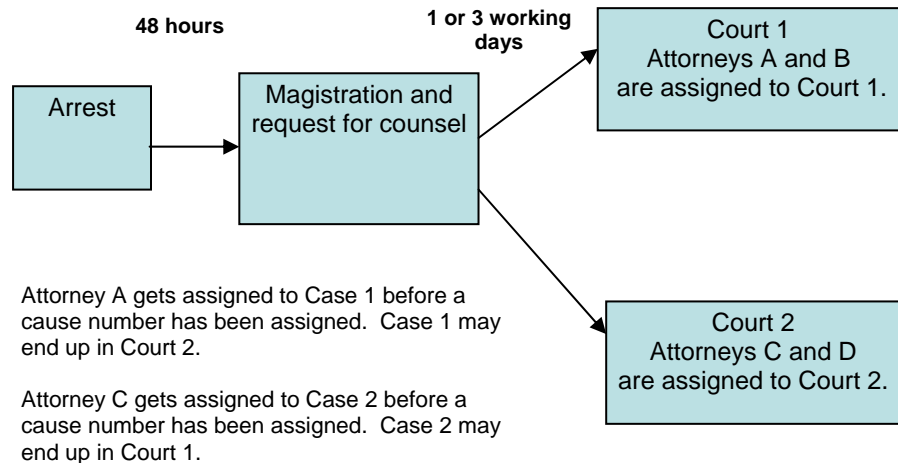 48 hours
1 or 3 working
days
Arrest
Magistration and
request for counsel
Court 1
Attorneys A and B
are assigned to Court 1.
Attorney A gets assigned to Case 1 before a
cause number has been assigned.  Case 1 may
end up in Court 2.
Attorney C gets assigned to Case 2 before a
cause number has been assigned.  Case 2 may
end up in Court 1.
Court 2
Attorneys C and D
are assigned to Court 2.